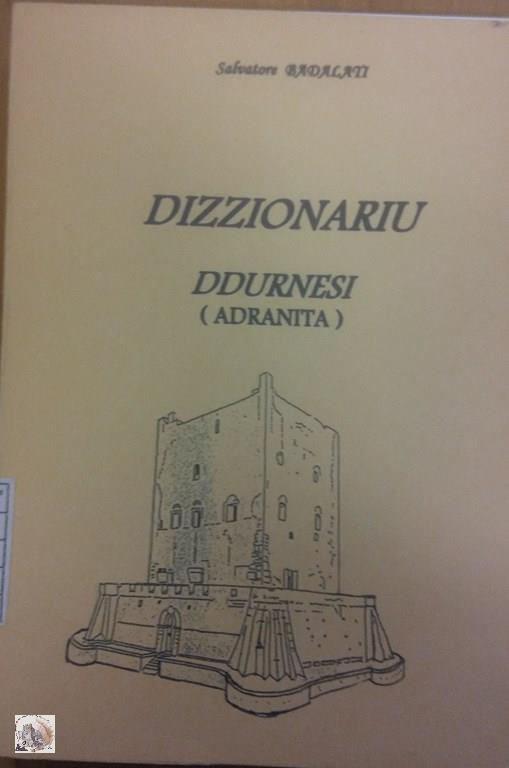 Salvatore BADALATI
DIZZIONARIU
DDURNESI
( ADRANITA )